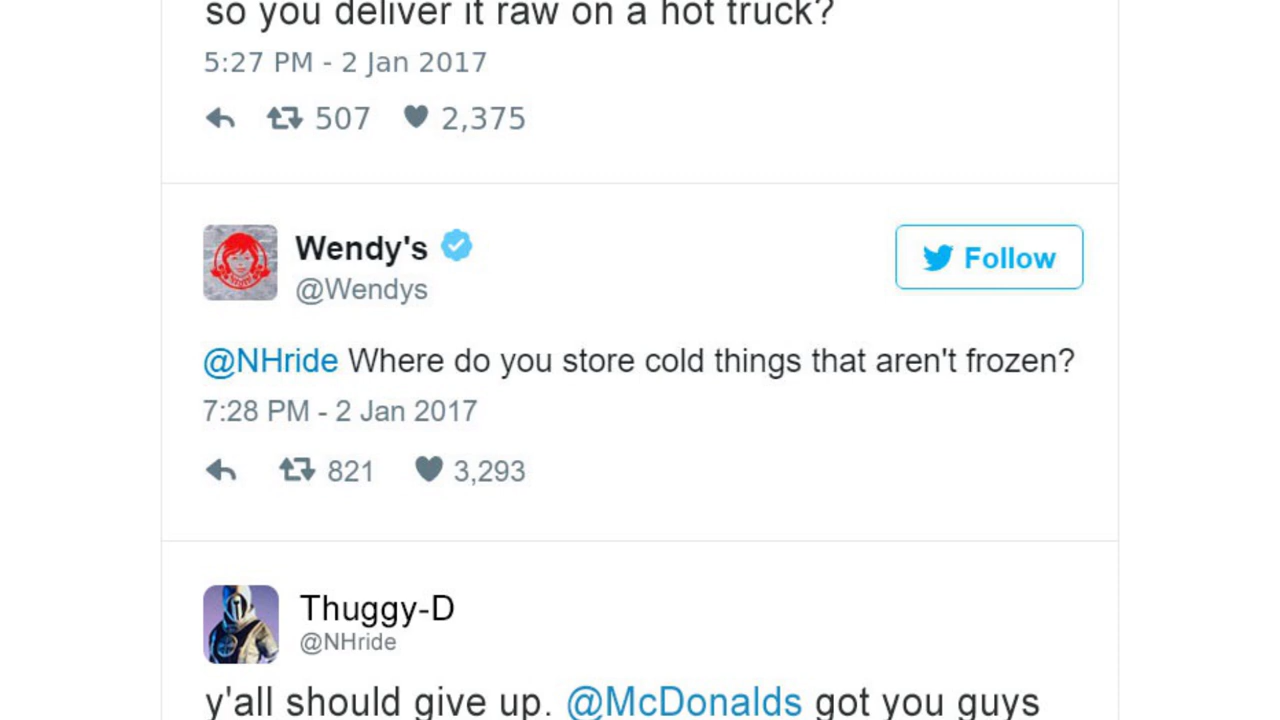 so you deliver it raw on a hot truck?
5:27 PM - 2 Jan 2017
507 2,375
Wendy's
@Wendys
Follow
@NHride Where do you store cold things that aren't frozen?
7:28 PM - 2 Jan 2017
821 3,293
Thuggy-D
@NHride
y'all should give up. @McDonalds got you guys